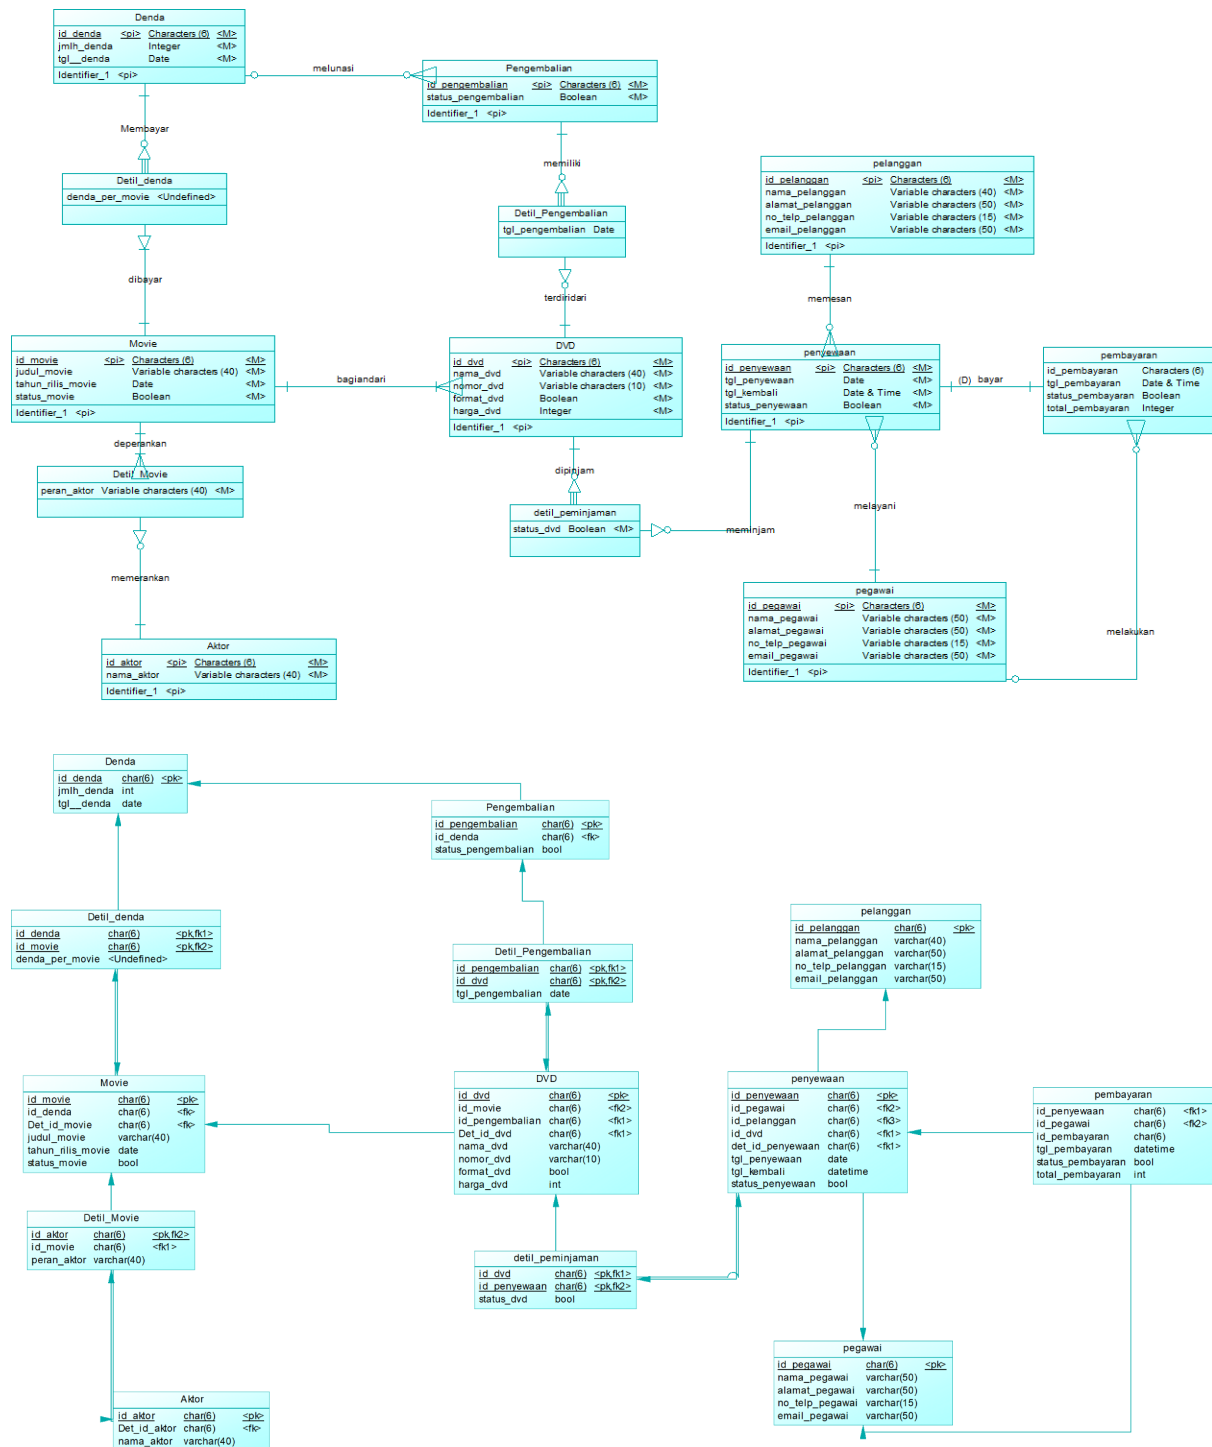 Denda
id_denda <pi> Characters (6) <M>
jmlh_denda Integer <M>
tgl__denda Date <M>
Identifier_1 <pi>
melunasi
Pengembalian
id_pengembalian <pi> Characters (6) <M>
status_pengembalian Boolean <M>
Identifier_1 <pi>
Membayar
memiliki
Detil_denda
denda_per_movie <Undefined>
pelanggan
id_pelanggan <pi> Characters (6) <M>
nama_pelanggan Variable characters (40) <M>
alamat_pelanggan Variable characters (50) <M>
no_telp_pelanggan Variable characters (15) <M>
email_pelanggan Variable characters (50) <M>
Identifier_1 <pi>
Detil_Pengembalian
tgl_pengembalian Date
dibayar
terdiridari
memesan
Movie
id_movie <pi> Characters (6) <M>
judul_movie Variable characters (40) <M>
tahun_rilis_movie Date <M>
status_movie Boolean <M>
Identifier_1 <pi>
bagiandari
DVD
id_dvd <pi> Characters (6) <M>
nama_dvd Variable characters (40) <M>
nomor_dvd Variable characters (10) <M>
format_dvd Boolean <M>
harga_dvd Integer <M>
Identifier_1 <pi>
penyewaan
id_penyewaan <pi> Characters (6) <M>
tgl_penyewaan Date <M>
tgl_kembali Date & Time <M>
status_penyewaan Boolean <M>
Identifier_1 <pi>
(D) bayar
pembayaran
id_pembayaran Characters (6)
tgl_pembayaran Date & Time
status_pembayaran Boolean
total_pembayaran Integer
deperankan
Detil_Movie
peran_aktor Variable characters (40) <M>
dipinjam
detil_peminjaman
status_dvd Boolean <M>
meminjam
melayani
memerankan
pegawai
id_pegawai <pi> Characters (6) <M>
nama_pegawai Variable characters (50) <M>
alamat_pegawai Variable characters (50) <M>
no_telp_pegawai Variable characters (15) <M>
email_pegawai Variable characters (50) <M>
Identifier_1 <pi>
melakukan
Aktor
id_aktor <pi> Characters (6) <M>
nama_aktor Variable characters (40) <M>
Identifier_1 <pi>
Denda
id_denda char(6) <pk>
jmlh_denda int
tgl__denda date
Pengembalian
id_pengembalian char(6) <pk>
id_denda char(6) <fk>
status_pengembalian bool
Detil_denda
id_denda char(6) <pk,fk1>
id_movie char(6) <pk,fk2>
denda_per_movie <Undefined>
pelanggan
id_pelanggan char(6) <pk>
nama_pelanggan varchar(40)
alamat_pelanggan varchar(50)
no_telp_pelanggan varchar(15)
email_pelanggan varchar(50)
Detil_Pengembalian
id_pengembalian char(6) <pk,fk1>
id_dvd char(6) <pk,fk2>
tgl_pengembalian date
Movie
id_movie char(6) <pk>
id_denda char(6) <fk>
Det_id_movie char(6) <fk>
judul_movie varchar(40)
tahun_rilis_movie date
status_movie bool
DVD
id_dvd char(6) <pk>
id_movie char(6) <fk2>
id_pengembalian char(6) <fk1>
Det_id_dvd char(6) <fk1>
nama_dvd varchar(40)
nomor_dvd varchar(10)
format_dvd bool
harga_dvd int
penyewaan
id_penyewaan char(6) <pk>
id_pegawai char(6) <fk2>
id_pelanggan char(6) <fk3>
id_dvd char(6) <fk1>
det_id_penyewaan char(6) <fk1>
tgl_penyewaan date
tgl_kembali datetime
status_penyewaan bool
pembayaran
id_penyewaan char(6) <fk1>
id_pegawai char(6) <fk2>
id_pembayaran char(6)
tgl_pembayaran datetime
status_pembayaran bool
total_pembayaran int
Detil_Movie
id_aktor char(6) <pk,fk2>
id_movie char(6) <fk1>
peran_aktor varchar(40)
detil_peminjaman
id_dvd char(6) <pk,fk1>
id_penyewaan char(6) <pk,fk2>
status_dvd bool
pegawai
id_pegawai char(6) <pk>
nama_pegawai varchar(50)
alamat_pegawai varchar(50)
no_telp_pegawai varchar(15)
email_pegawai varchar(50)
Aktor
id_aktor char(6) <pk>
Det_id_aktor char(6) <fk>
nama_aktor varchar(40)